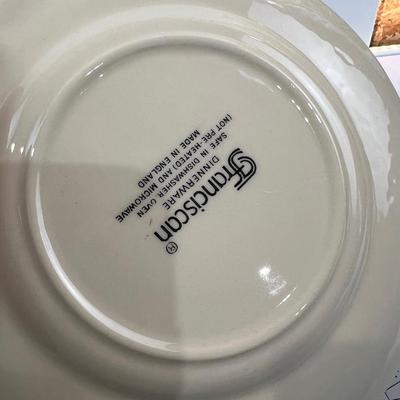 Franciscan ®
DINNERWARE
SAFE IN DISHWASHER, OVEN
(NOT PRE-HEATED) AND MICROWAVE
MADE IN ENGLAND